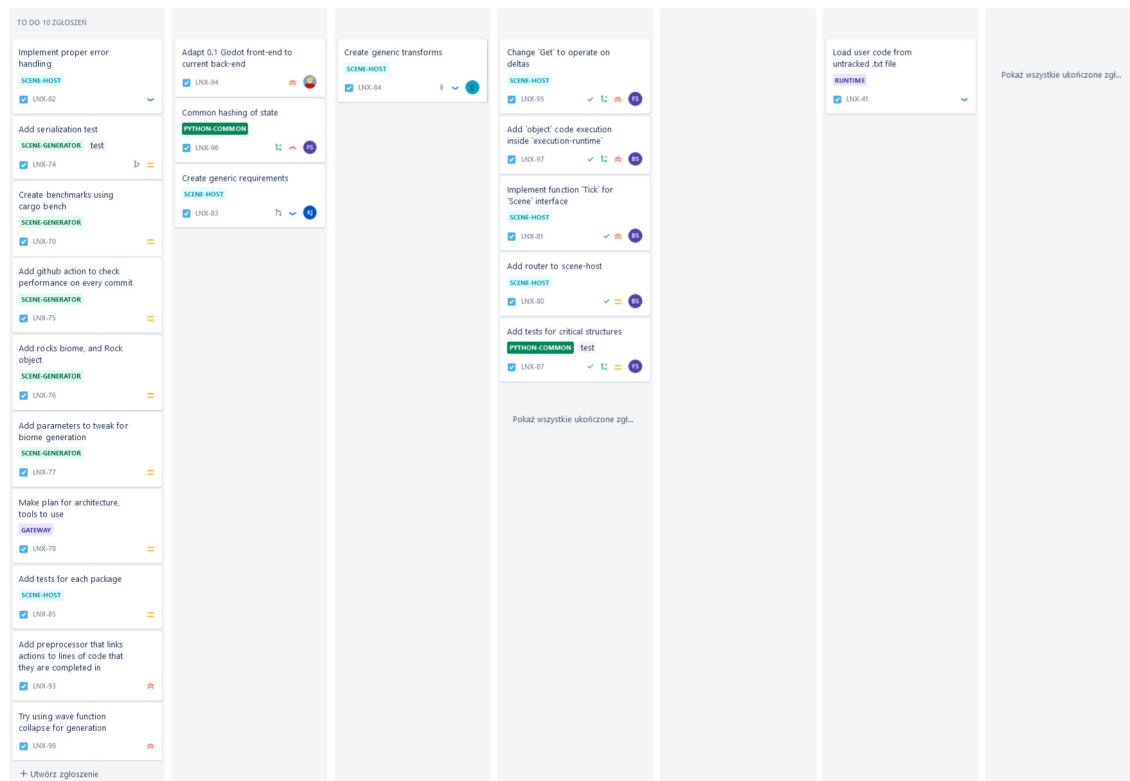 TO DO 10 ZGŁOSZEŃ
Implement proper error
handling
SCENE-HOST
LNX-82
Add serialization test
SCENE-GENERATOR test
LNX-74
Create benchmarks using
cargo bench
SCENE-GENERATOR
LNX-70
Add github action to check
performance on every commit
SCENE-GENERATOR
LNX-75
Add rocks biome, and Rock
object
SCENE-GENERATOR
LNX-76
Add parameters to tweak for
biome generation
SCENE-GENERATOR
LNX-77
Make plan for architecture,
tools to use
GATEWAY
LNX-78
Add tests for each package
SCENE-HOST
LNX-85
Add preprocessor that links
actions to lines of code that
they are completed in
LNX-93
Try using wave function
collapse for generation
LNX-98
+ Utwórz zgłoszenie
Adapt 0.1 Godot front-end to
current back-end
LNX-94
Common hashing of state
PYTHON-COMMON
LNX-96 FS
Create generic requirements
SCENE-HOST
LNX-83 KJ
Create generic transforms
SCENE-HOST
LNX-84
Change `Get` to operate on
deltas
SCENE-HOST
LNX-95 FS
Add `object` code execution
inside `execution-runtime`
LNX-97 BS
Implement function `Tick` for
`Scene` interface
SCENE-HOST
LNX-81 BS
Add router to scene-host
SCENE-HOST
LNX-80 BS
Add tests for critical structures
PYTHON-COMMON test
LNX-87 FS
Pokaż wszystkie ukończone zgł...
Load user code from
untracked .txt file
RUNTIME
LNX-41
Pokaż wszystkie ukończone zgł...